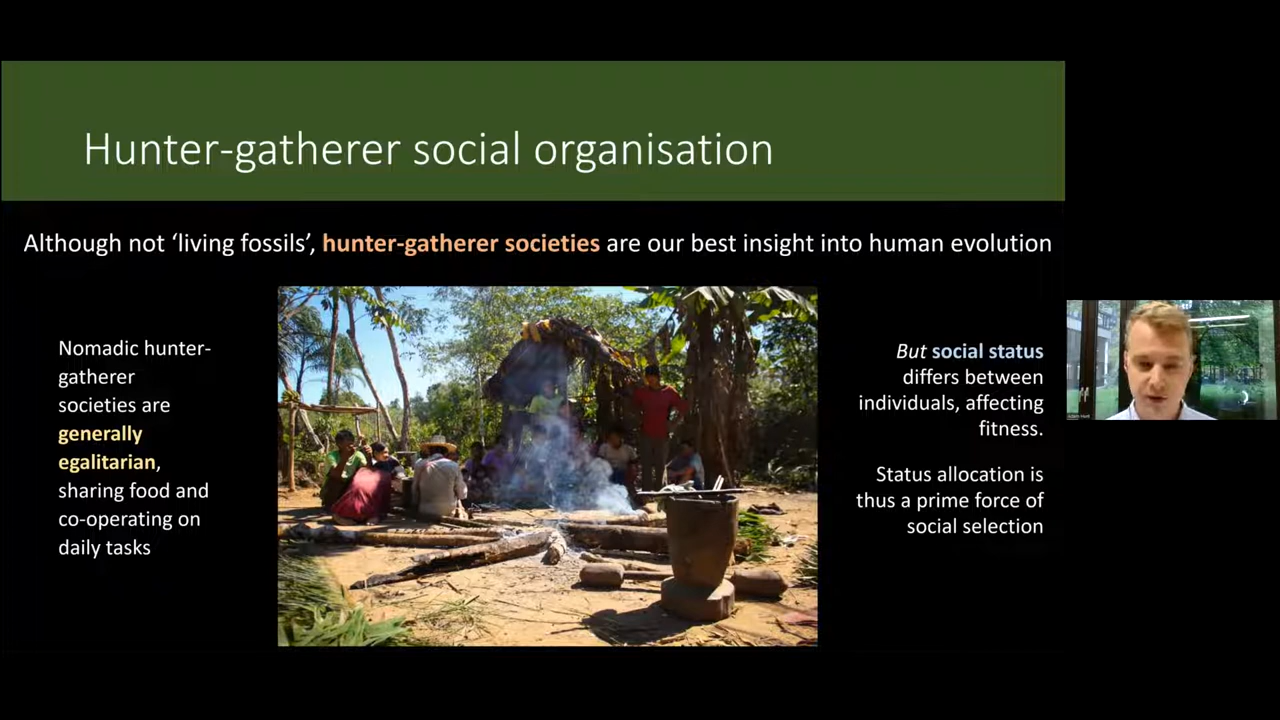 Hunter-gatherer social organisation
Although not ‘living fossils’, hunter-gatherer societies are our best insight into human evolution
Nomadic hunter-
gatherer
societies are
generally
egalitarian,
sharing food and
co-operating on
daily tasks
But social status
differs between
individuals, affecting
fitness.
Status allocation is
thus a prime force of
social selection
Adam Hunt